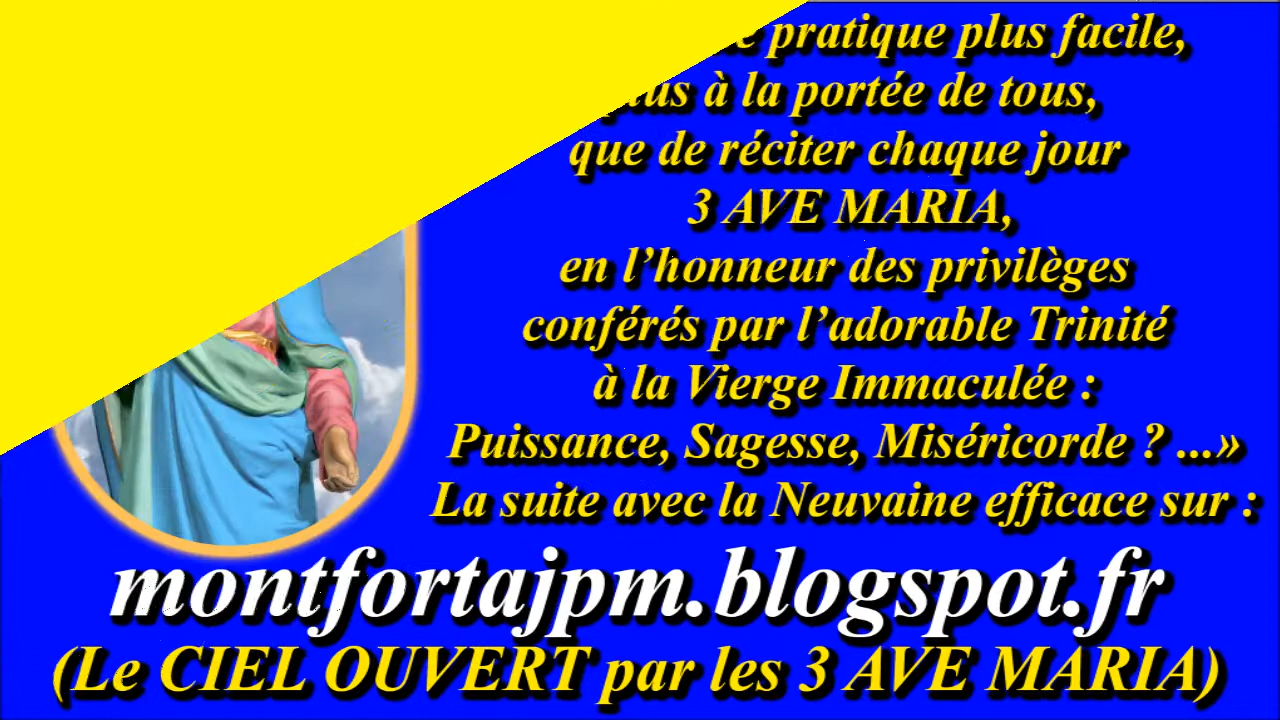 pratique plus facile,
à la portée de tous,
que de réciter chaque jour
3 AVE MARIA,
en l’honneur des privilèges
conférés par l’adorable Trinité
à la Vierge Immaculée :
Puissance, Sagesse, Miséricorde ? ...»
La suite avec la Neuvaine efficace sur :
montfortajpm.blogspot.fr
(Le CIEL OUVERT par les 3 AVE MARIA)